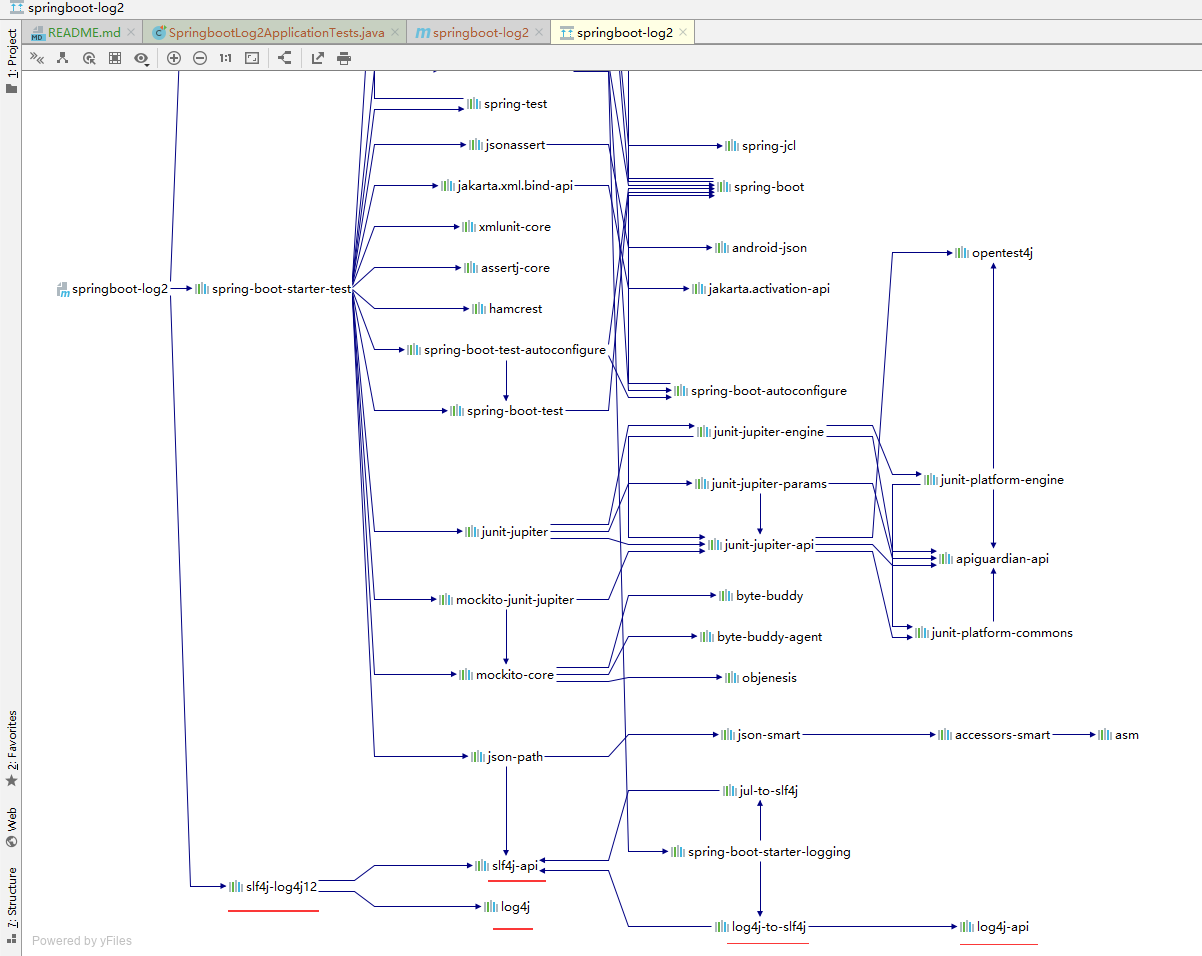 springboot-log2
README.md
SpringbootLog2ApplicationTests.java
springboot-log2
springboot-log2
1:1
1: Project
2: Favorites
Web
7: Structure
spring-test
jsonassert
spring-jcl
jakarta.xml.bind-api
spring-boot
xmlunit-core
android-json
opentest4j
assertj-core
springboot-log2
spring-boot-starter-test
jakarta.activation-api
hamcrest
spring-boot-test-autoconfigure
spring-boot-autoconfigure
spring-boot-test
junit-jupiter-engine
junit-platform-engine
junit-jupiter-params
junit-jupiter
junit-jupiter-api
apiguardian-api
mockito-junit-jupiter
byte-buddy
junit-platform-commons
byte-buddy-agent
mockito-core
objenesis
json-smart
accessors-smart
asm
json-path
jul-to-slf4j
spring-boot-starter-logging
slf4j-api
slf4j-log4j12
log4j
log4j-to-slf4j
log4j-api
Powered by yFiles